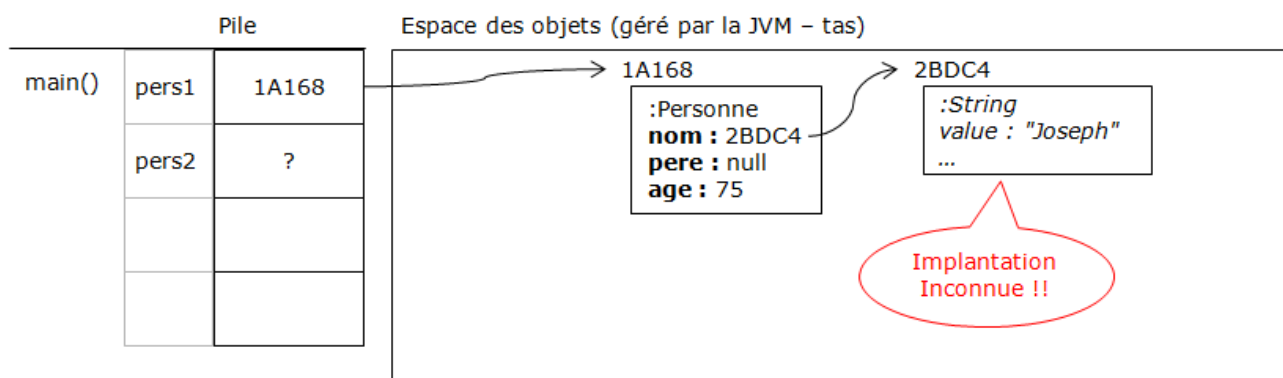 Pile
Espace des objets (géré par la JVM – tas)
main()
pers1
1A168
pers2
?
1A168
:Personne
nom : 2BDC4
pere : null
age : 75
2BDC4
:String
value : "Joseph"
...
Implantation
Inconnue !!